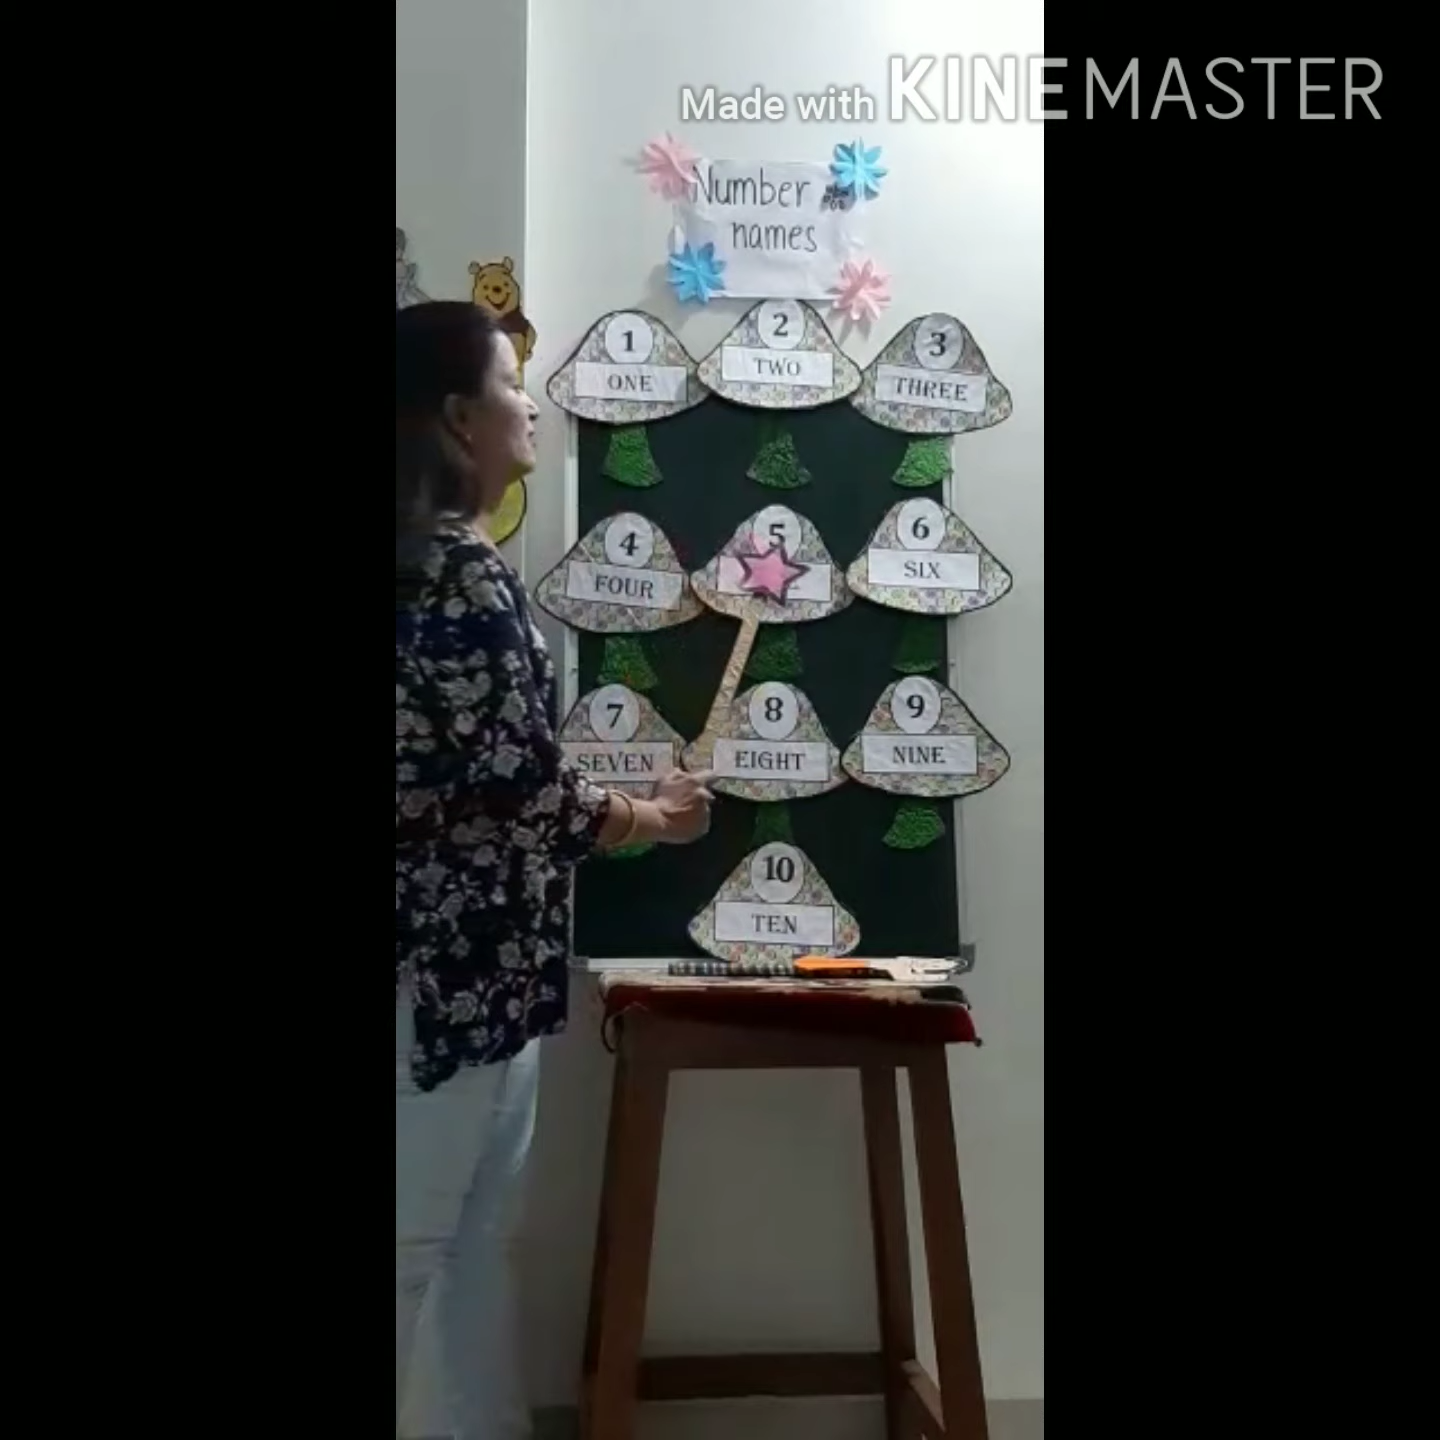 Made with KINEMASTER
Number
names
1
ONE
2
TWO
3
THREE
4
FOUR
5
6
SIX
7
SEVEN
8
EIGHT
9
NINE
10
TEN